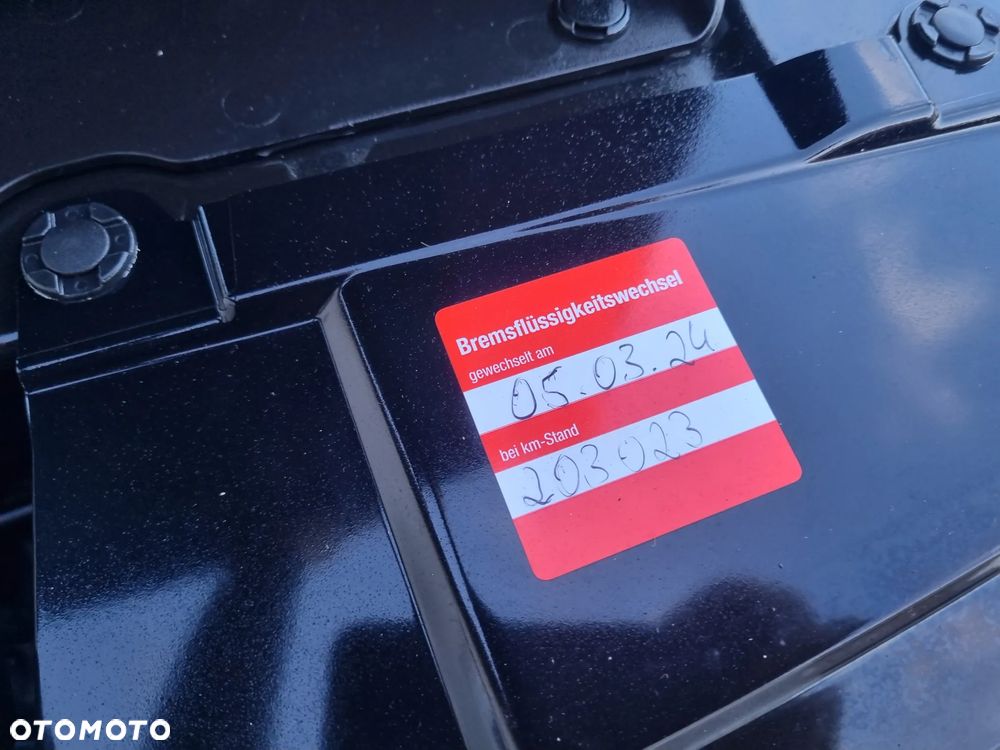 Bremsflüssigkeitswechsel
gewechselt am
05.03.24
bei km-Stand
203023
OTOMOTO